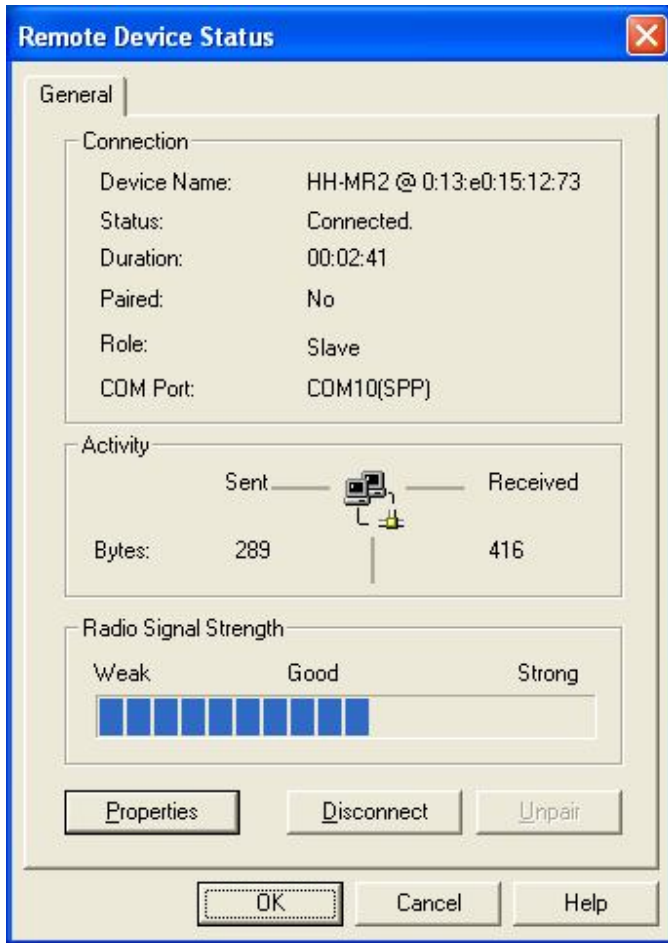 Remote Device Status
General
Connection
Device Name: HH-MR2 @ 0:13:e0:15:12:73
Status: Connected.
Duration: 00:02:41
Paired: No
Role: Slave
COM Port: COM10(SPP)
Activity
Sent Received
Bytes: 289 416
Radio Signal Strength
Weak Good Strong
Properties Disconnect Unpair
OK Cancel Help